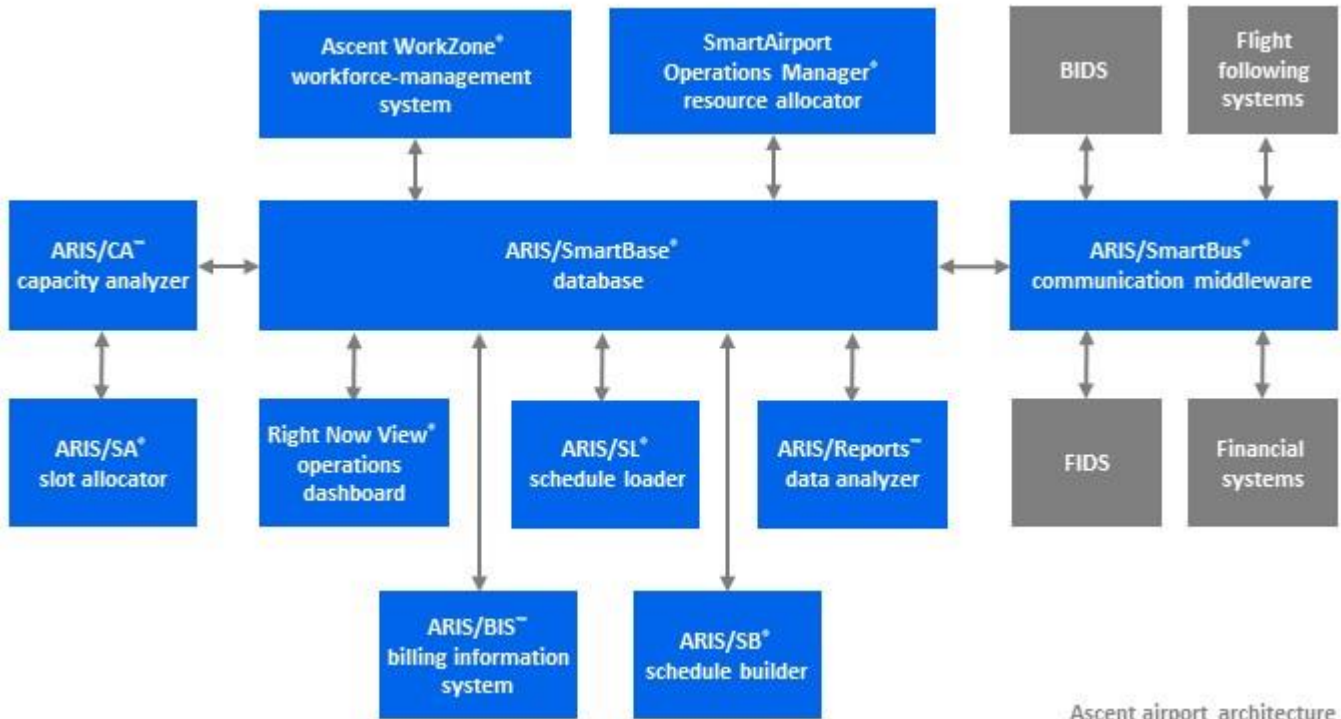 Ascent WorkZone®
workforce-management
system
SmartAirport
Operations Manager®
resource allocator
BIDS
Flight
following
systems
ARIS/CA™
capacity analyzer
ARIS/SmartBase®
database
ARIS/SmartBus®
communication middleware
ARIS/SA®
slot allocator
Right Now View®
operations
dashboard
ARIS/SL®
schedule loader
ARIS/Reports™
data analyzer
FIDS
Financial
systems
ARIS/BIS™
billing information
system
ARIS/SB®
schedule builder
Ascent airport architecture